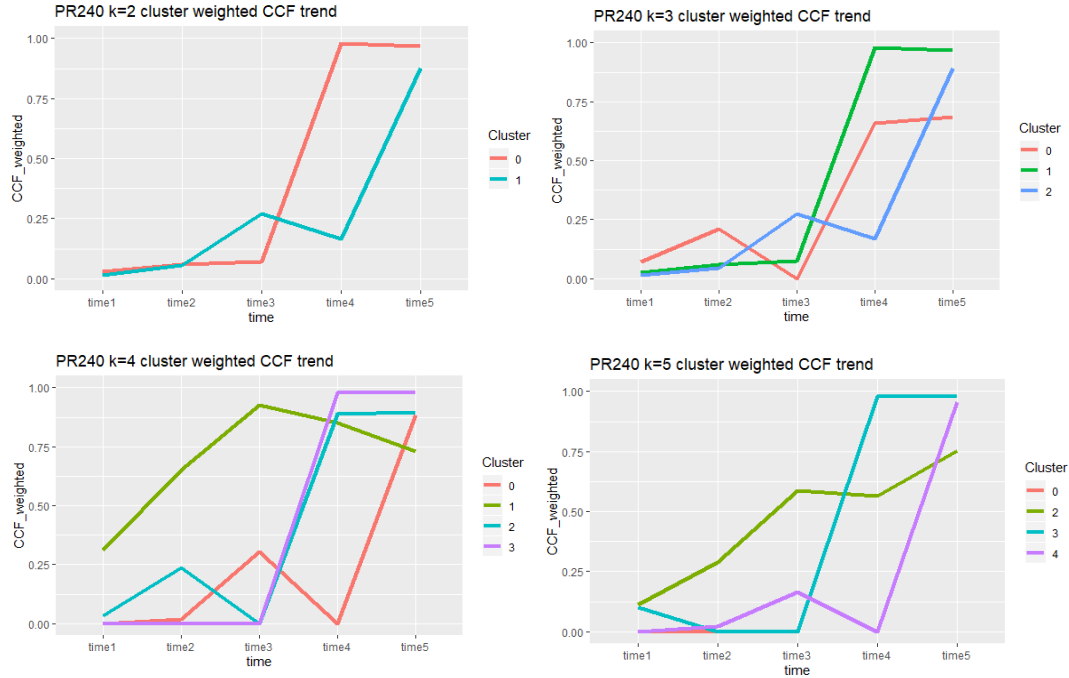 PR240 k=2 cluster weighted CCF trend
1.00
0.75
0.50
0.25
0.00
CCF_weighted
time1 time2 time3 time4 time5
time
Cluster
0
1
PR240 k=3 cluster weighted CCF trend
1.00
0.75
0.50
0.25
0.00
CCF_weighted
time1 time2 time3 time4 time5
time
Cluster
0
1
2
PR240 k=4 cluster weighted CCF trend
1.00
0.75
0.50
0.25
0.00
CCF_weighted
time1 time2 time3 time4 time5
time
Cluster
0
1
2
3
PR240 k=5 cluster weighted CCF trend
1.00
0.75
0.50
0.25
0.00
CCF_weighted
time1 time2 time3 time4 time5
time
Cluster
0
2
3
4